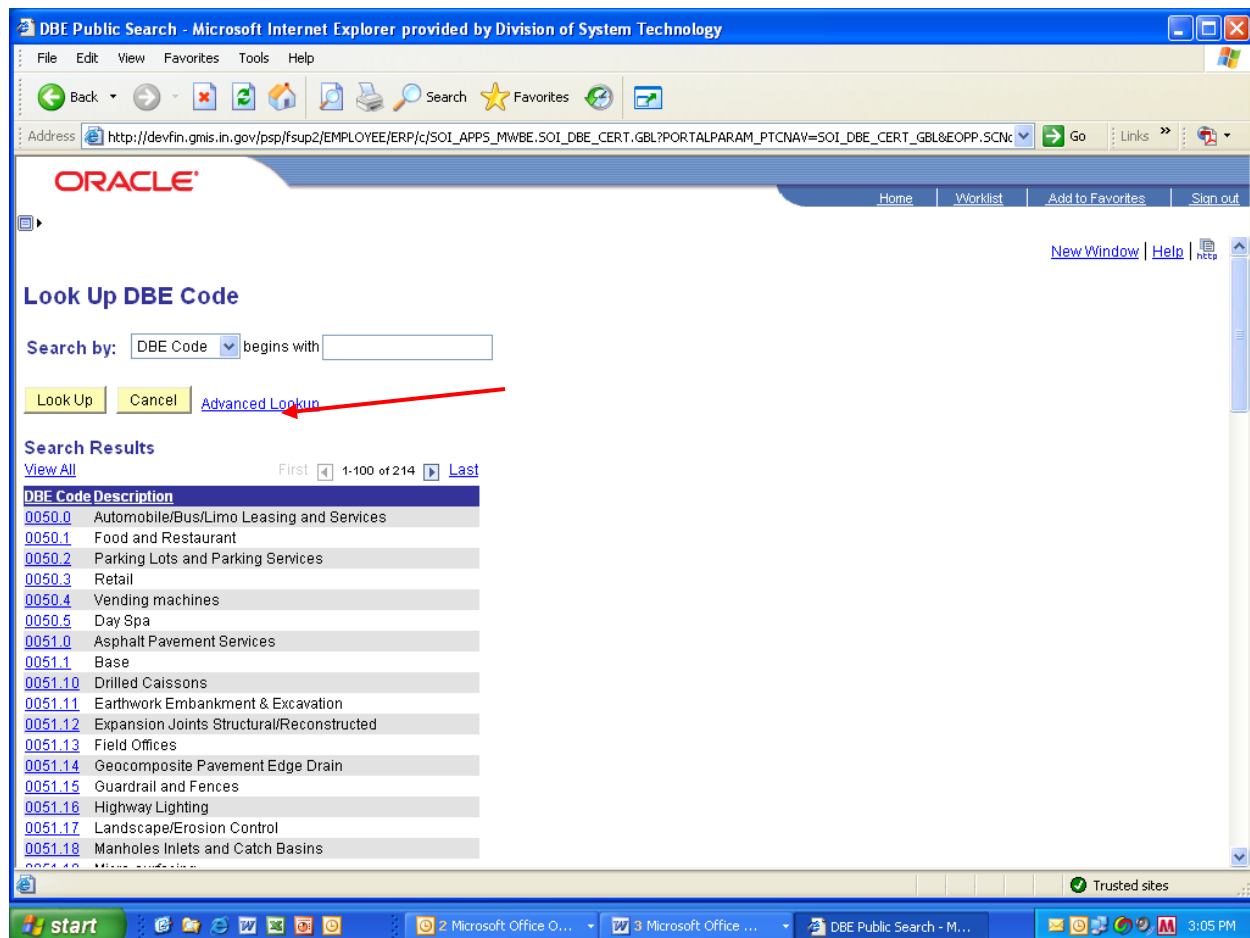 DBE Public Search - Microsoft Internet Explorer provided by Division of System Technology
File Edit View Favorites Tools Help
Back Search Favorites
Address http://devfin.gmis.in.gov/psp/fsup2/EMPLOYEE/ERP/c/SOI_APPS_MWBE.SOI_DBE_CERT.GBL?PORTALPARAM_PTCNAV=SOI_DBE_CERT_GBL&EOPP.SCNo Go Links »
ORACLE
Home Worklist Add to Favorites Sign out
New Window | Help | http
Look Up DBE Code
Search by: DBE Code begins with
Look Up Cancel Advanced Lookup
Search Results
View All First 1-100 of 214 Last
DBE Code Description
0050.0 Automobile/Bus/Limo Leasing and Services
0050.1 Food and Restaurant
0050.2 Parking Lots and Parking Services
0050.3 Retail
0050.4 Vending machines
0050.5 Day Spa
0051.0 Asphalt Pavement Services
0051.1 Base
0051.10 Drilled Caissons
0051.11 Earthwork Embankment & Excavation
0051.12 Expansion Joints Structural/Reconstructed
0051.13 Field Offices
0051.14 Geocomposite Pavement Edge Drain
0051.15 Guardrail and Fences
0051.16 Highway Lighting
0051.17 Landscape/Erosion Control
0051.18 Manholes Inlets and Catch Basins
Trusted sites
start 2 Microsoft Office O... 3 Microsoft Office ... DBE Public Search - M... 3:05 PM